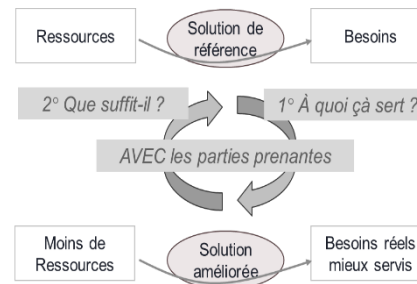 Ressources
Solution de
référence
Besoins
2° Que suffit-il ?
1° À quoi çà sert ?
AVEC les parties prenantes
Moins de
Ressources
Solution
améliorée
Besoins réels
mieux servis